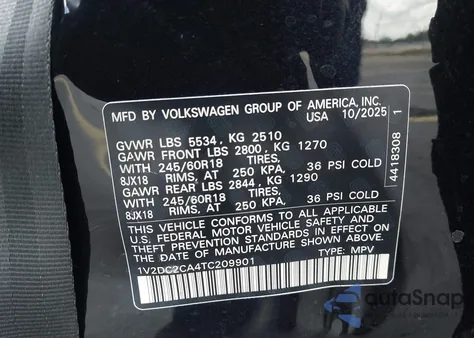 MFD BY VOLKSWAGEN GROUP OF AMERICA, INC.
USA 10/2025
GVWR LBS 5534, KG 2510
GAWR FRONT LBS 2800, KG 1270
WITH 245/60R18 TIRES,
8JX18 RIMS, AT 250 KPA, 36 PSI COLD
GAWR REAR LBS 2844, KG 1290
WITH 245/60R18 TIRES,
8JX18 RIMS, AT 250 KPA, 36 PSI COLD
THIS VEHICLE CONFORMS TO ALL APPLICABLE
U.S. FEDERAL MOTOR VEHICLE SAFETY AND
THEFT PREVENTION STANDARDS IN EFFECT ON
THE DATE OF MANUFACTURE SHOWN ABOVE.
1V2DC2CA4TC209901 TYPE: MPV
4418308 1
autoSnap